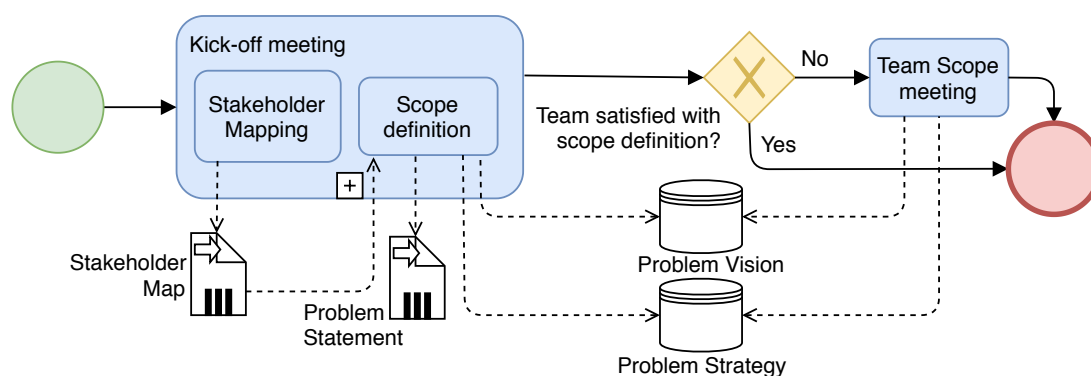 Kick-off meeting
Stakeholder
Mapping
Scope
definition
Team satisfied with
scope definition?
No
Yes
Team Scope
meeting
Stakeholder
Map
Problem
Statement
Problem Vision
Problem Strategy